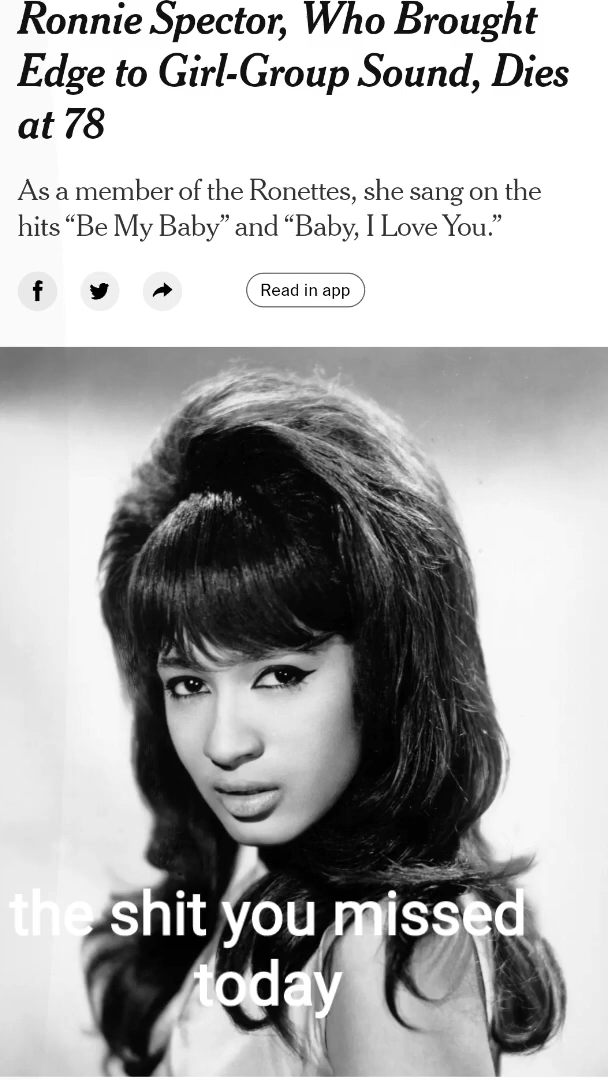 Ronnie Spector, Who Brought
Edge to Girl-Group Sound, Dies
at 78
As a member of the Ronettes, she sang on the
hits “Be My Baby” and “Baby, I Love You.”
f
Read in app
the shit you missed
today